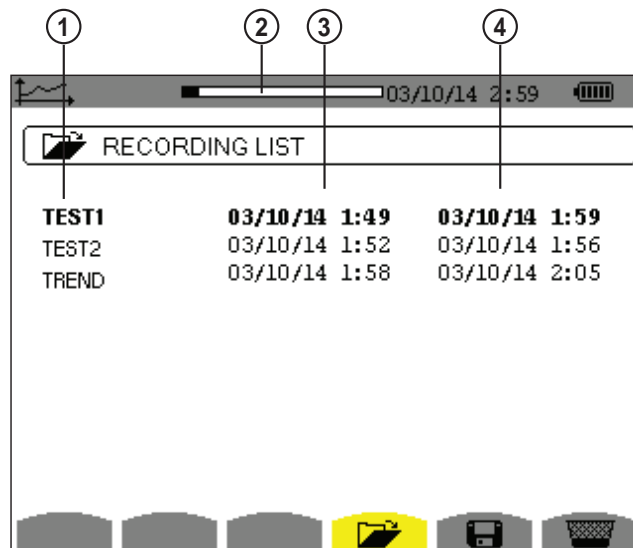 1 2 3 4
03/10/14 2:59
RECORDING LIST
TEST1 03/10/14 1:49 03/10/14 1:59
TEST2 03/10/14 1:52 03/10/14 1:56
TREND 03/10/14 1:58 03/10/14 2:05